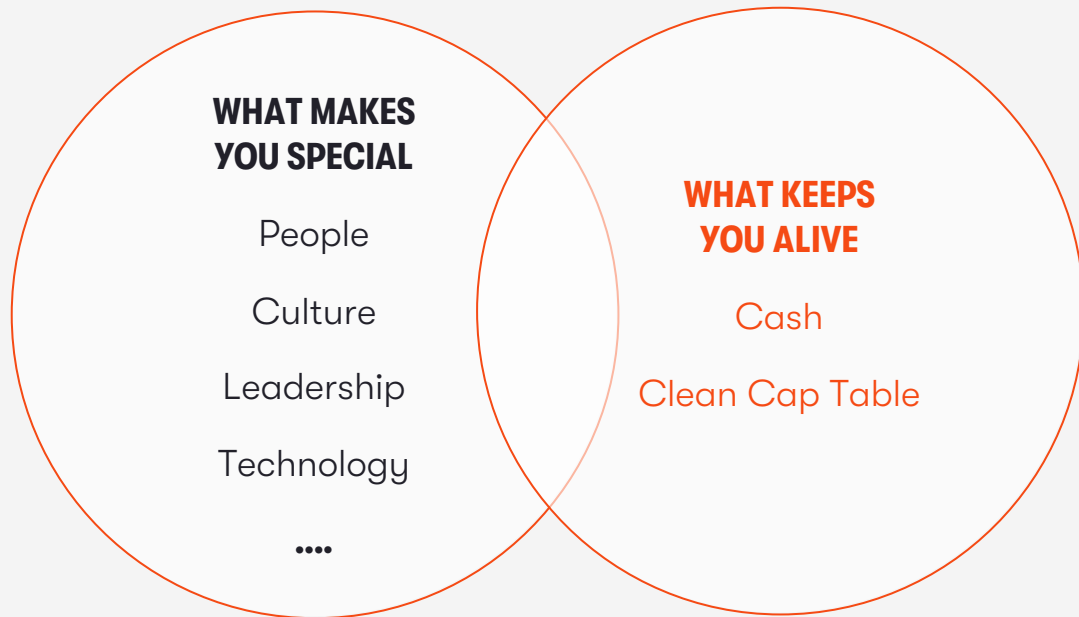 WHAT MAKES
YOU SPECIAL
People
Culture
Leadership
Technology
....
WHAT KEEPS
YOU ALIVE
Cash
Clean Cap Table